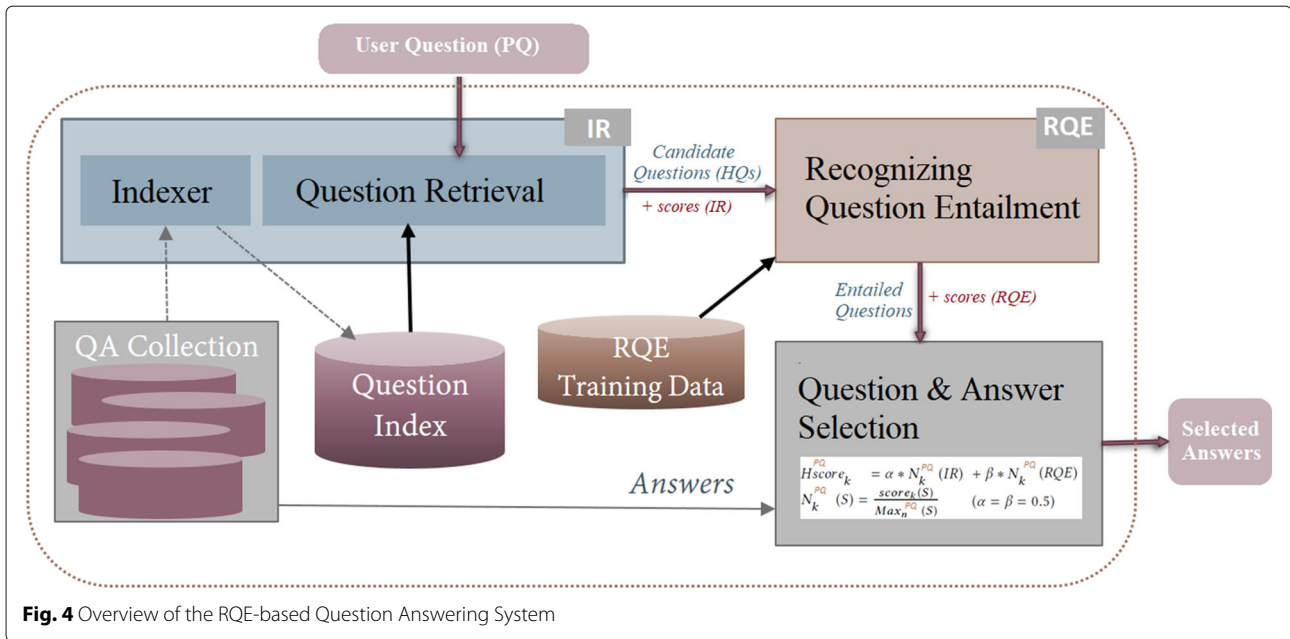 User Question (PQ)
IR
RQE
Indexer
Question Retrieval
Candidate
Questions (HQs)
+ scores (IR)
Recognizing
Question Entailment
Entailed
Questions
+ scores (RQE)
QA Collection
Question
Index
RQE
Training Data
Question & Answer
Selection
Hscore_k^PQ = α * N_k^PQ (IR) + β * N_k^PQ (RQE)
N_k^PQ (S) = score_k(S) / Max_n^PQ (S) (α = β = 0.5)
Selected
Answers
Answers
Fig. 4 Overview of the RQE-based Question Answering System